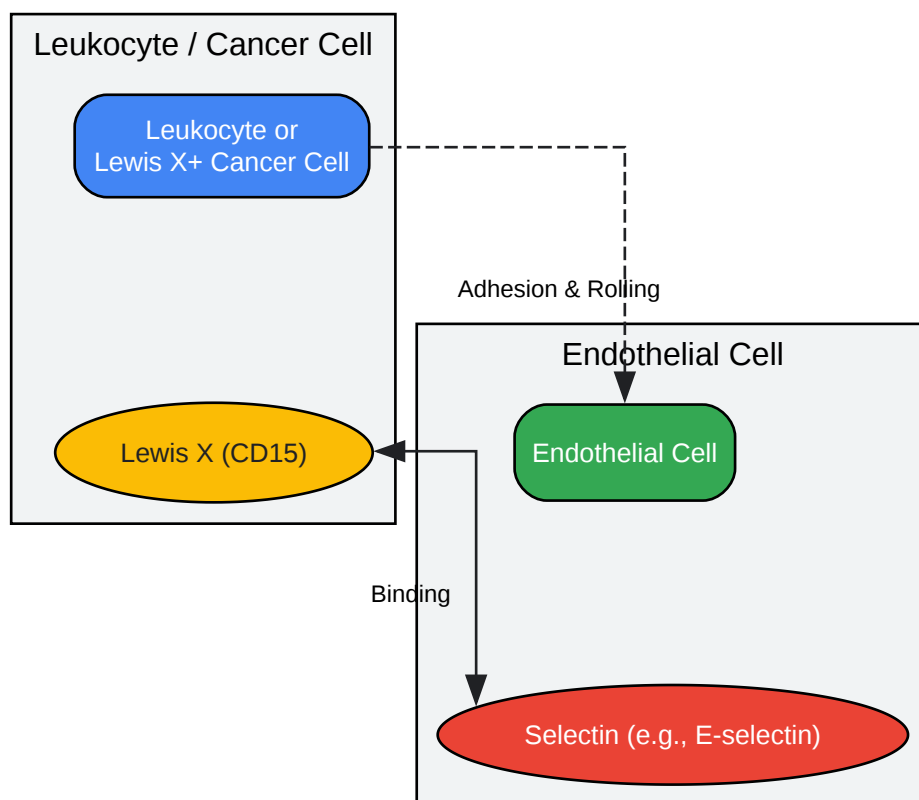 Leukocyte / Cancer Cell
Leukocyte or
Lewis X+ Cancer Cell
Adhesion & Rolling
Endothelial Cell
Lewis X (CD15)
Endothelial Cell
Binding
Selectin (e.g., E-selectin)